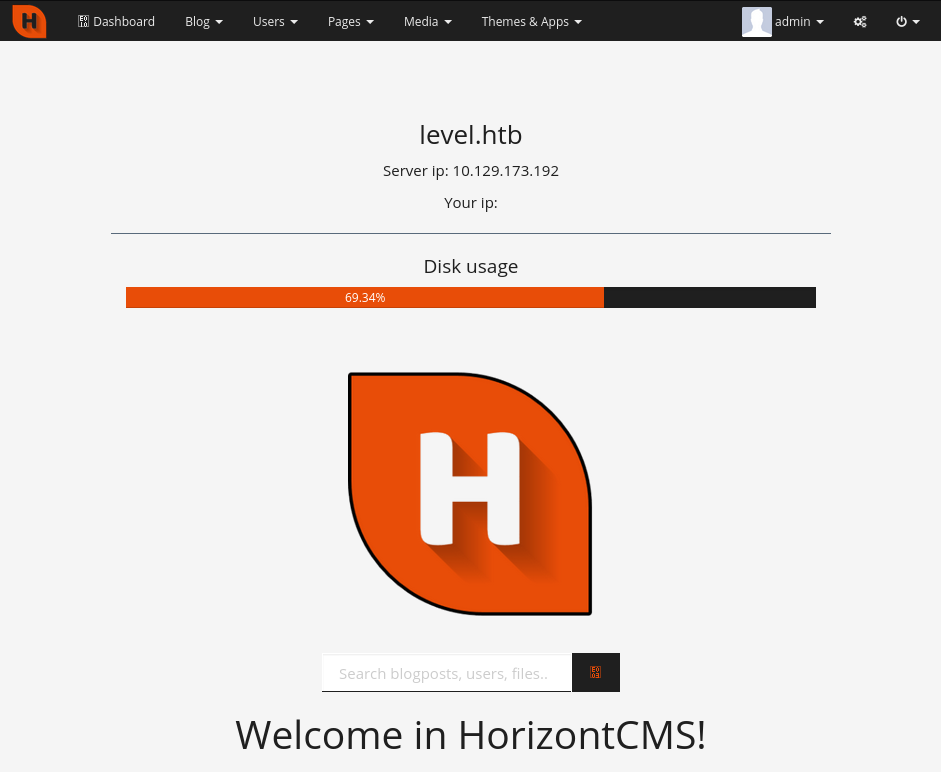 Dashboard Blog Users Pages Media Themes & Apps admin
level.htb
Server ip: 10.129.173.192
Your ip:
Disk usage
69.34%
H
Search blogposts, users, files..
Welcome in HorizontCMS!